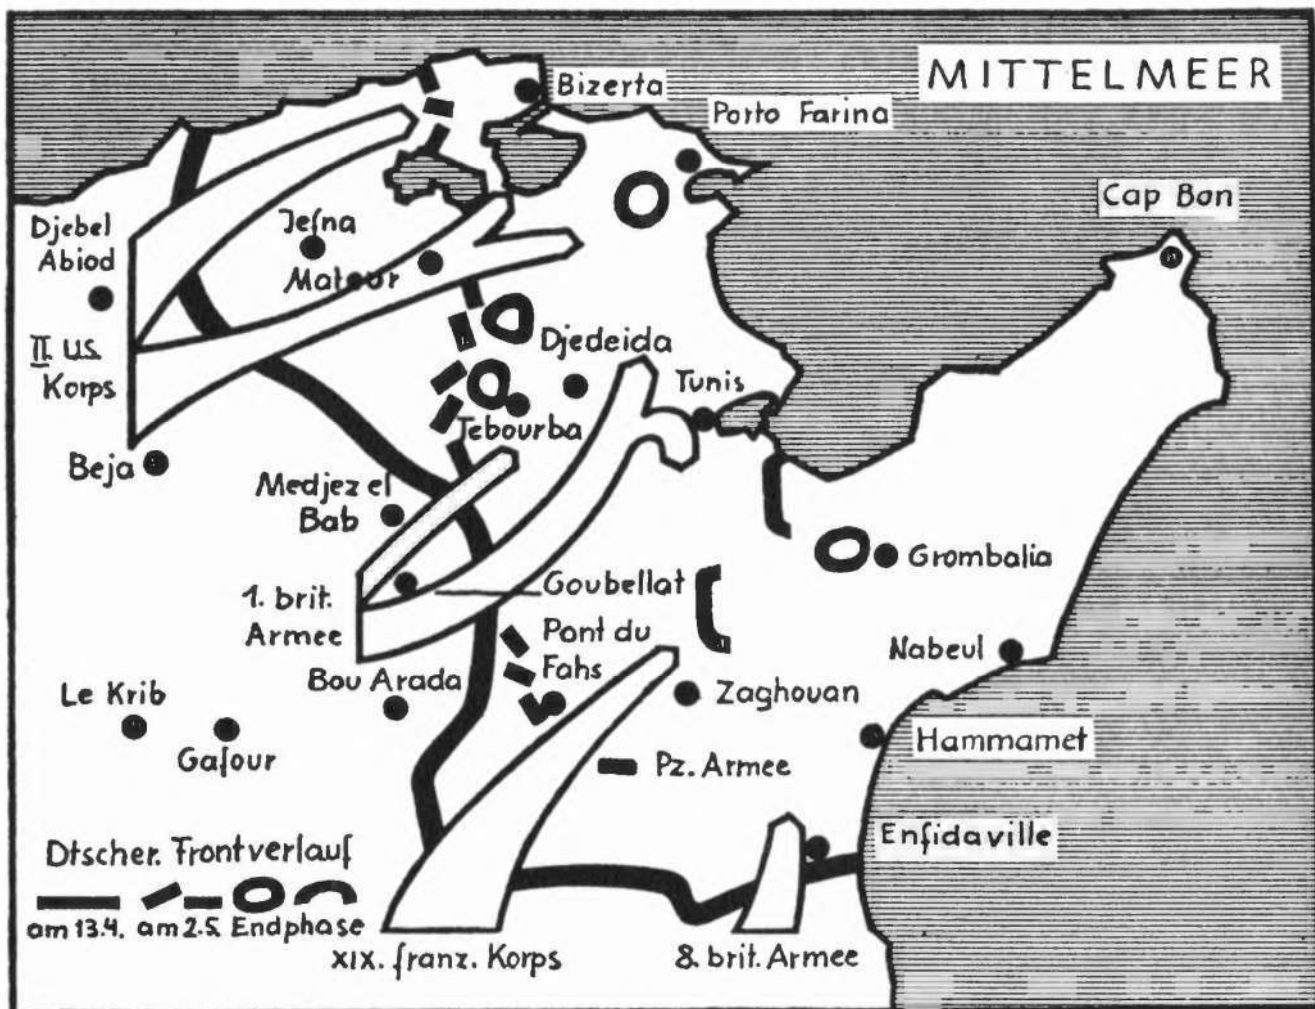 MITTELMEER
Bizerta
Porto Farina
Cap Bon
Djebel
Abiod
Jefna
Mateur
II. U.S.
Korps
Djedeida
Tunis
Tebourba
Beja
Medjez el
Bab
Grombalia
1. brit.
Armee
Goubellat
Pont du
Fahs
Nabeul
Bou Arada
Zaghouan
Le Krib
Gafour
Hammamet
Pz. Armee
Enfidaville
Dtscher. Frontverlauf
am 13.4. am 2.5. Endphase
XIX. franz. Korps
8. brit. Armee